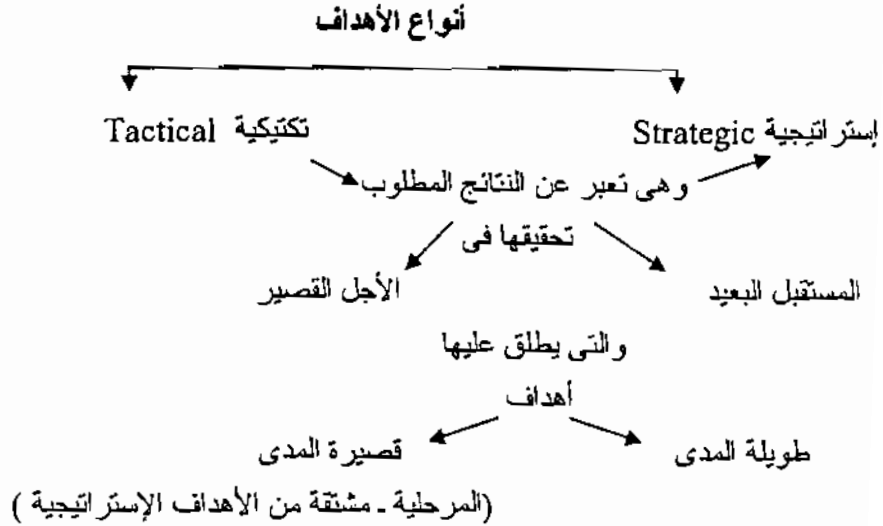 أنواع الأهداف
إستراتيجية Strategic
تكتيكية Tactical
وهى تعبر عن النتائج المطلوب
تحقيقها فى
المستقبل البعيد
الأجل القصير
والتى يطلق عليها
أهداف
طويلة المدى
قصيرة المدى
(المرحلية - مشتقة من الأهداف الإستراتيجية )